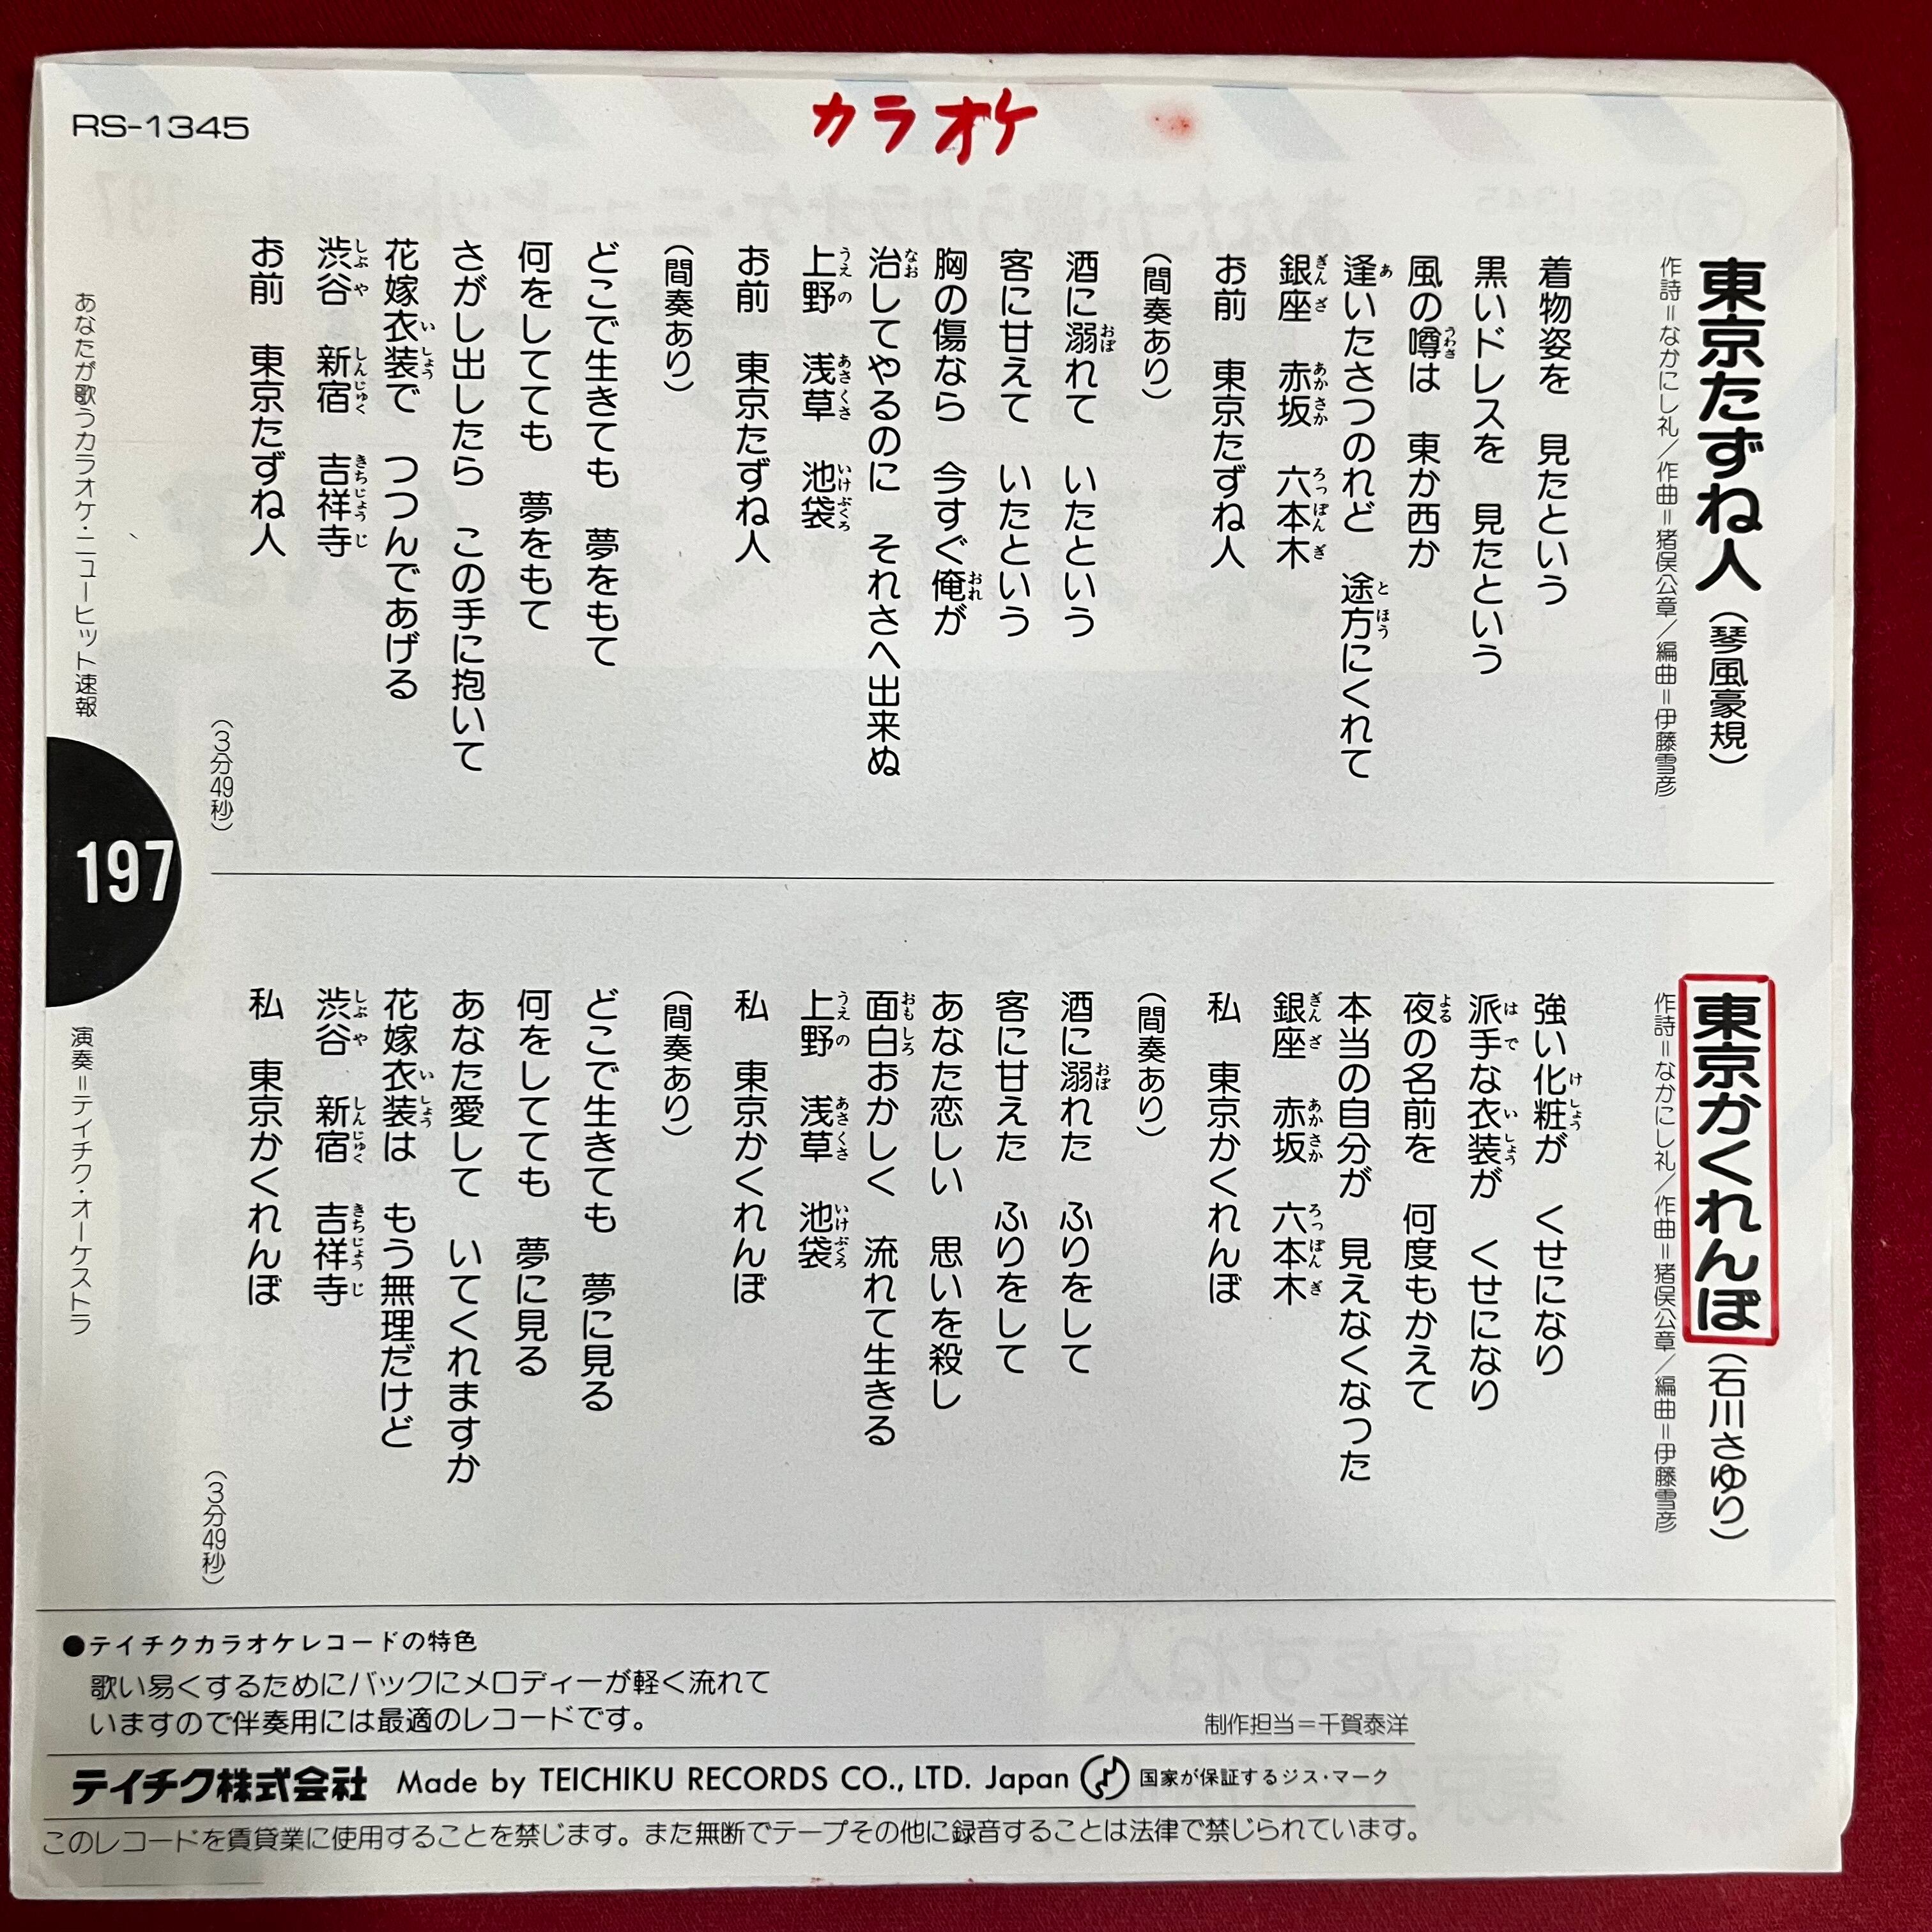 カラオケ
RS-1345
東京たずね人（琴風豪規）
作詩＝なかにし礼／作曲＝猪俣公章／編曲＝伊藤雪彦
着物姿を　見たという
黒いドレスを　見たという
風の噂は　東か西か
逢いたさつのれど　途方にくれて
銀座　赤坂　六本木
お前　東京たずね人
（間奏あり）
酒に溺れて　いたという
客に甘えて　いたという
胸の傷なら　今すぐ俺が
治してやるのに　それさへ出来ぬ
上野　浅草　池袋
お前　東京たずね人
（間奏あり）
どこで生きても　夢をもて
何をしてても　夢をもて
さがし出したら　この手に抱いて
花嫁衣装で　つつんであげる
渋谷　新宿　吉祥寺
お前　東京たずね人
（3分49秒）
東京かくれんぼ（石川さゆり）
作詩＝なかにし礼／作曲＝猪俣公章／編曲＝伊藤雪彦
強い化粧が　くせになり
派手な衣装が　くせになり
夜の名前を　何度もかえて
本当の自分が　見えなくなった
銀座　赤坂　六本木
私　東京かくれんぼ
（間奏あり）
酒に溺れた　ふりをして
客に甘えた　ふりをして
あなた恋しい　思いを殺し
面白おかしく　流れて生きる
上野　浅草　池袋
私　東京かくれんぼ
（間奏あり）
どこで生きても　夢に見る
何をしてても　夢に見る
あなた愛して　いてくれますか
花嫁衣装は　もう無理だけど
渋谷　新宿　吉祥寺
私　東京かくれんぼ
（3分49秒）
あなたが歌うカラオケ・ニューヒット速報
197
演奏＝テイチク・オーケストラ
●テイチクカラオケレコードの特色
歌い易くするためにバックにメロディーが軽く流れて
いますので伴奏用には最適のレコードです。
制作担当＝千賀泰洋
テイチク株式会社 Made by TEICHIKU RECORDS CO., LTD. Japan 国家が保証するジス・マーク
このレコードを賃貸業に使用することを禁じます。また無断でテープその他に録音することは法律で禁じられています。